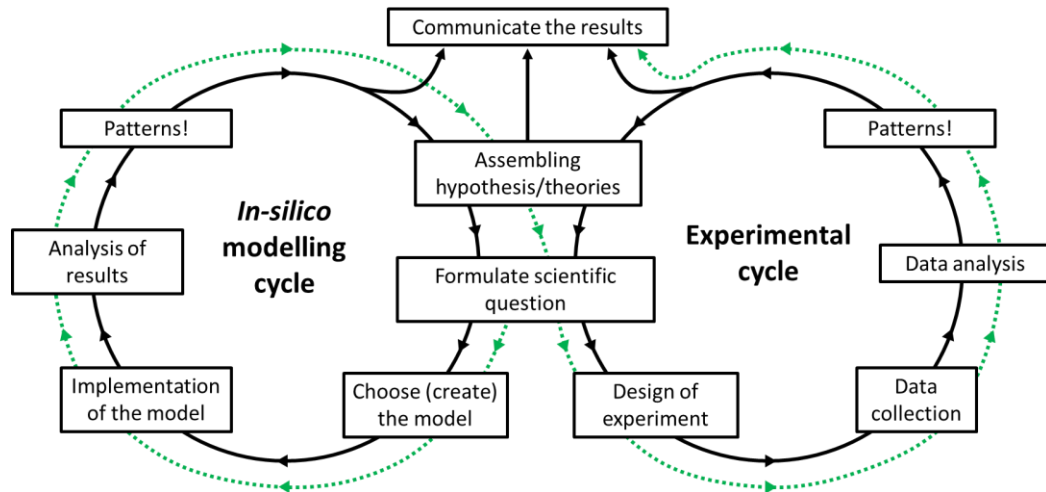 Communicate the results
Patterns!
Patterns!
Assembling
hypothesis/theories
In-silico
modelling
cycle
Experimental
cycle
Analysis of
results
Formulate scientific
question
Data analysis
Implementation
of the model
Choose (create)
the model
Design of
experiment
Data
collection